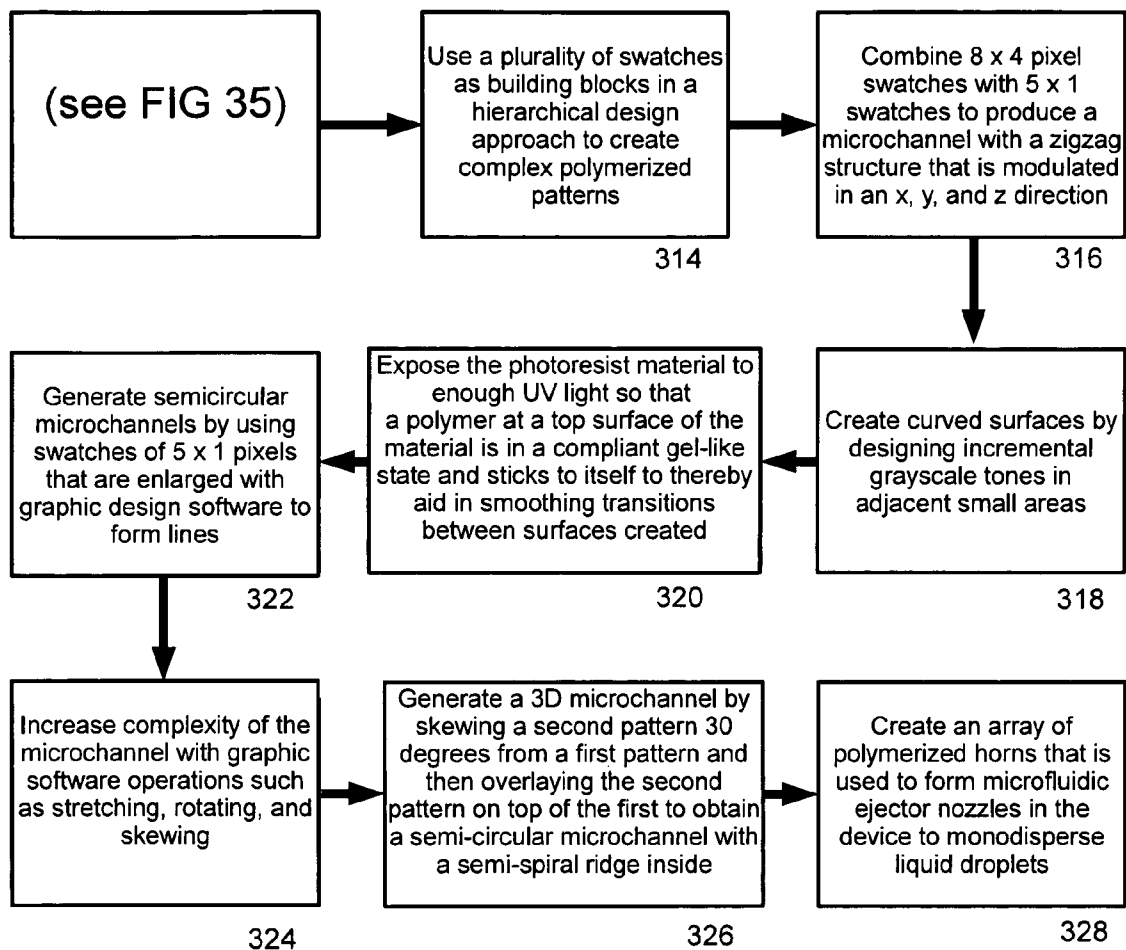 (see FIG 35)
Use a plurality of swatches
as building blocks in a
hierarchical design
approach to create
complex polymerized
patterns
314
Combine 8 x 4 pixel
swatches with 5 x 1
swatches to produce a
microchannel with a zigzag
structure that is modulated
in an x, y, and z direction
316
Create curved surfaces by
designing incremental
grayscale tones in
adjacent small areas
318
Expose the photoresist material to
enough UV light so that
a polymer at a top surface of the
material is in a compliant gel-like
state and sticks to itself to thereby
aid in smoothing transitions
between surfaces created
320
Generate semicircular
microchannels by using
swatches of 5 x 1 pixels
that are enlarged with
graphic design software to
form lines
322
Increase complexity of the
microchannel with graphic
software operations such
as stretching, rotating, and
skewing
324
Generate a 3D microchannel by
skewing a second pattern 30
degrees from a first pattern and
then overlaying the second
pattern on top of the first to obtain
a semi-circular microchannel with
a semi-spiral ridge inside
326
Create an array of
polymerized horns that is
used to form microfluidic
ejector nozzles in the
device to monodisperse
liquid droplets
328